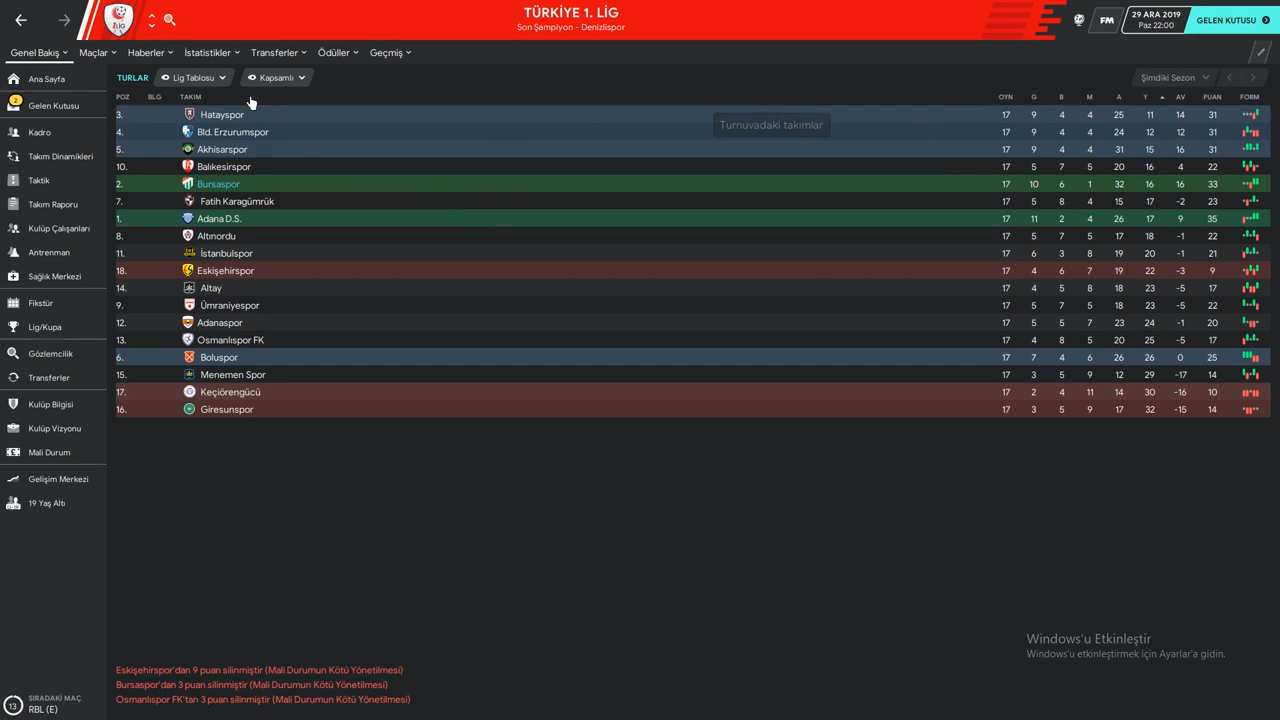 TÜRKİYE 1. LİG
Son Şampiyon - Denizlispor
1.LİG
FM
29 ARA 2019
Paz 22:00
GELEN KUTUSU
Genel Bakış Maçlar Haberler İstatistikler Transferler Ödüller Geçmiş
Ana Sayfa
2
Gelen Kutusu
Kadro
Takım Dinamikleri
Taktik
Takım Raporu
Kulüp Çalışanları
Antrenman
Sağlık Merkezi
Fikstür
Lig/Kupa
Gözlemcilik
Transferler
Kulüp Bilgisi
Kulüp Vizyonu
Mali Durum
Gelişim Merkezi
19 Yaş Altı
13 SIRADAKİ MAÇ
RBL (E)
TURLAR Lig Tablosu Kapsamlı Şimdiki Sezon
POZ BLG TAKIM OYN G B M A Y AV PUAN FORM
Turnuvadaki takımlar
3. Hatayspor 17 9 4 4 25 11 14 31
4. Bld. Erzurumspor 17 9 4 4 24 12 12 31
5. Akhisarspor 17 9 4 4 31 15 16 31
10. Balıkesirspor 17 5 7 5 20 16 4 22
2. Bursaspor 17 10 6 1 32 16 16 33
7. Fatih Karagümrük 17 5 8 4 15 17 -2 23
1. Adana D.S. 17 11 2 4 26 17 9 35
8. Altınordu 17 5 7 5 17 18 -1 22
11. İstanbulspor 17 6 3 8 19 20 -1 21
18. Eskişehirspor 17 4 6 7 19 22 -3 9
14. Altay 17 4 5 8 18 23 -5 17
9. Ümraniyespor 17 5 7 5 18 23 -5 22
12. Adanaspor 17 5 5 7 23 24 -1 20
13. Osmanlıspor FK 17 4 8 5 20 25 -5 17
6. Boluspor 17 7 4 6 26 26 0 25
15. Menemen Spor 17 3 5 9 12 29 -17 14
17. Keçiörengücü 17 2 4 11 14 30 -16 10
16. Giresunspor 17 3 5 9 17 32 -15 14
Windows'u Etkinleştir
Windows'u etkinleştirmek için Ayarlar'a gidin.
Eskişehirspor'dan 9 puan silinmiştir (Mali Durumun Kötü Yönetilmesi)
Bursaspor'dan 3 puan silinmiştir (Mali Durumun Kötü Yönetilmesi)
Osmanlıspor FK'tan 3 puan silinmiştir (Mali Durumun Kötü Yönetilmesi)